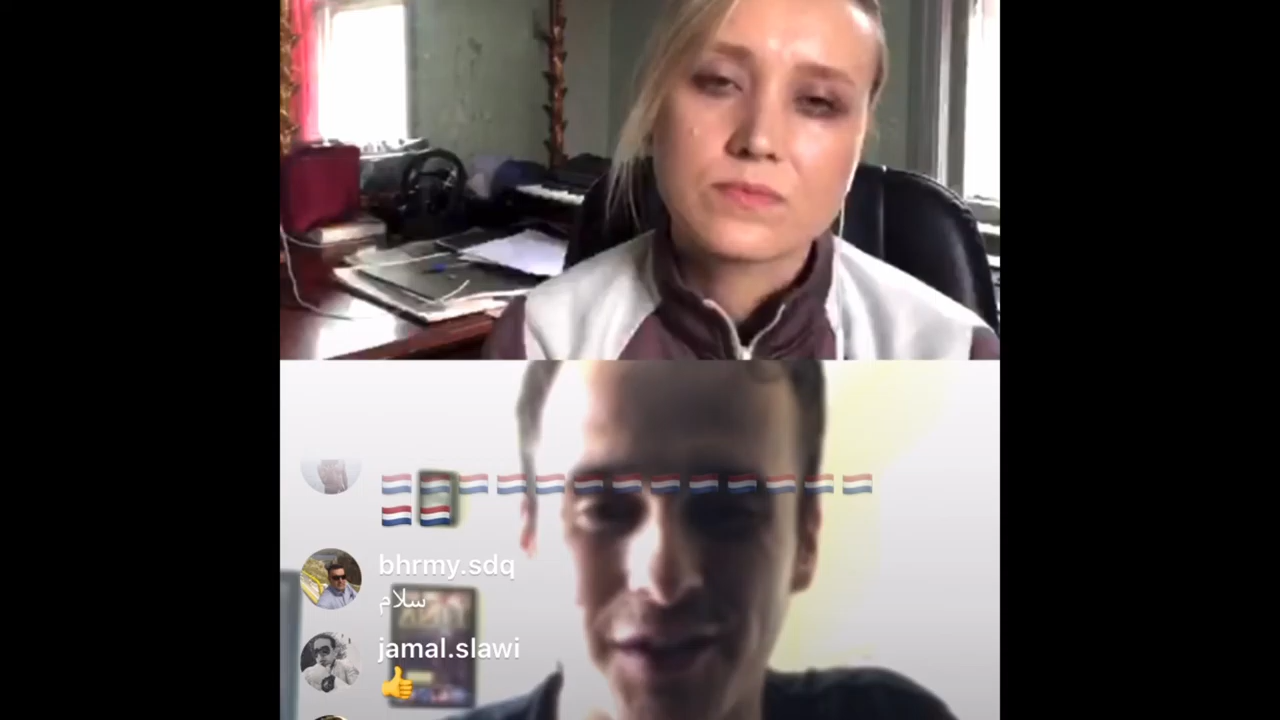 🇳🇱🇳🇱🇳🇱🇳🇱🇳🇱🇳🇱🇳🇱🇳🇱🇳🇱🇳🇱🇳🇱🇳🇱🇳🇱
🇳🇱🇳🇱
bhrmy.sdq
سلام
jamal.slawi
👍